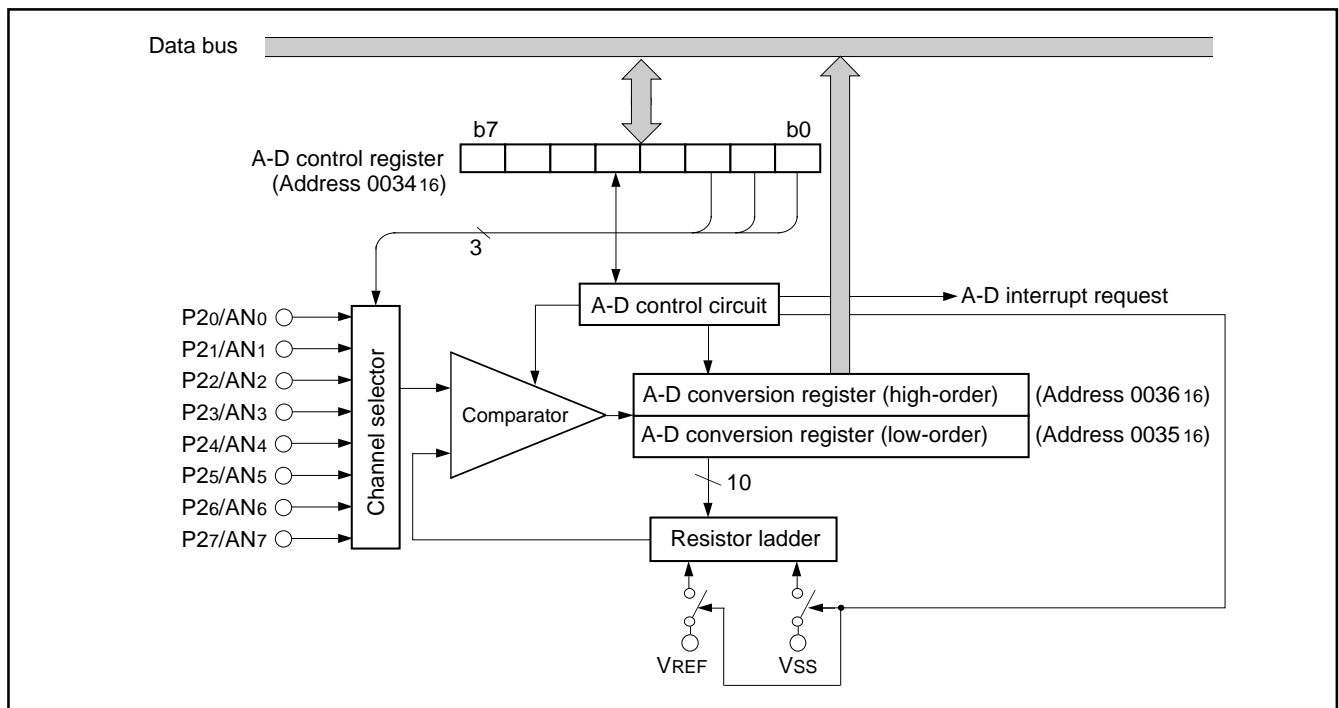 Data bus
b7 b0
A-D control register
(Address 0034₁₆)
3
A-D control circuit
A-D interrupt request
P2₀/AN₀
P2₁/AN₁
P2₂/AN₂
P2₃/AN₃
P2₄/AN₄
P2₅/AN₅
P2₆/AN₆
P2₇/AN₇
Channel selector
Comparator
A-D conversion register (high-order) (Address 0036₁₆)
A-D conversion register (low-order) (Address 0035₁₆)
10
Resistor ladder
VREF VSS